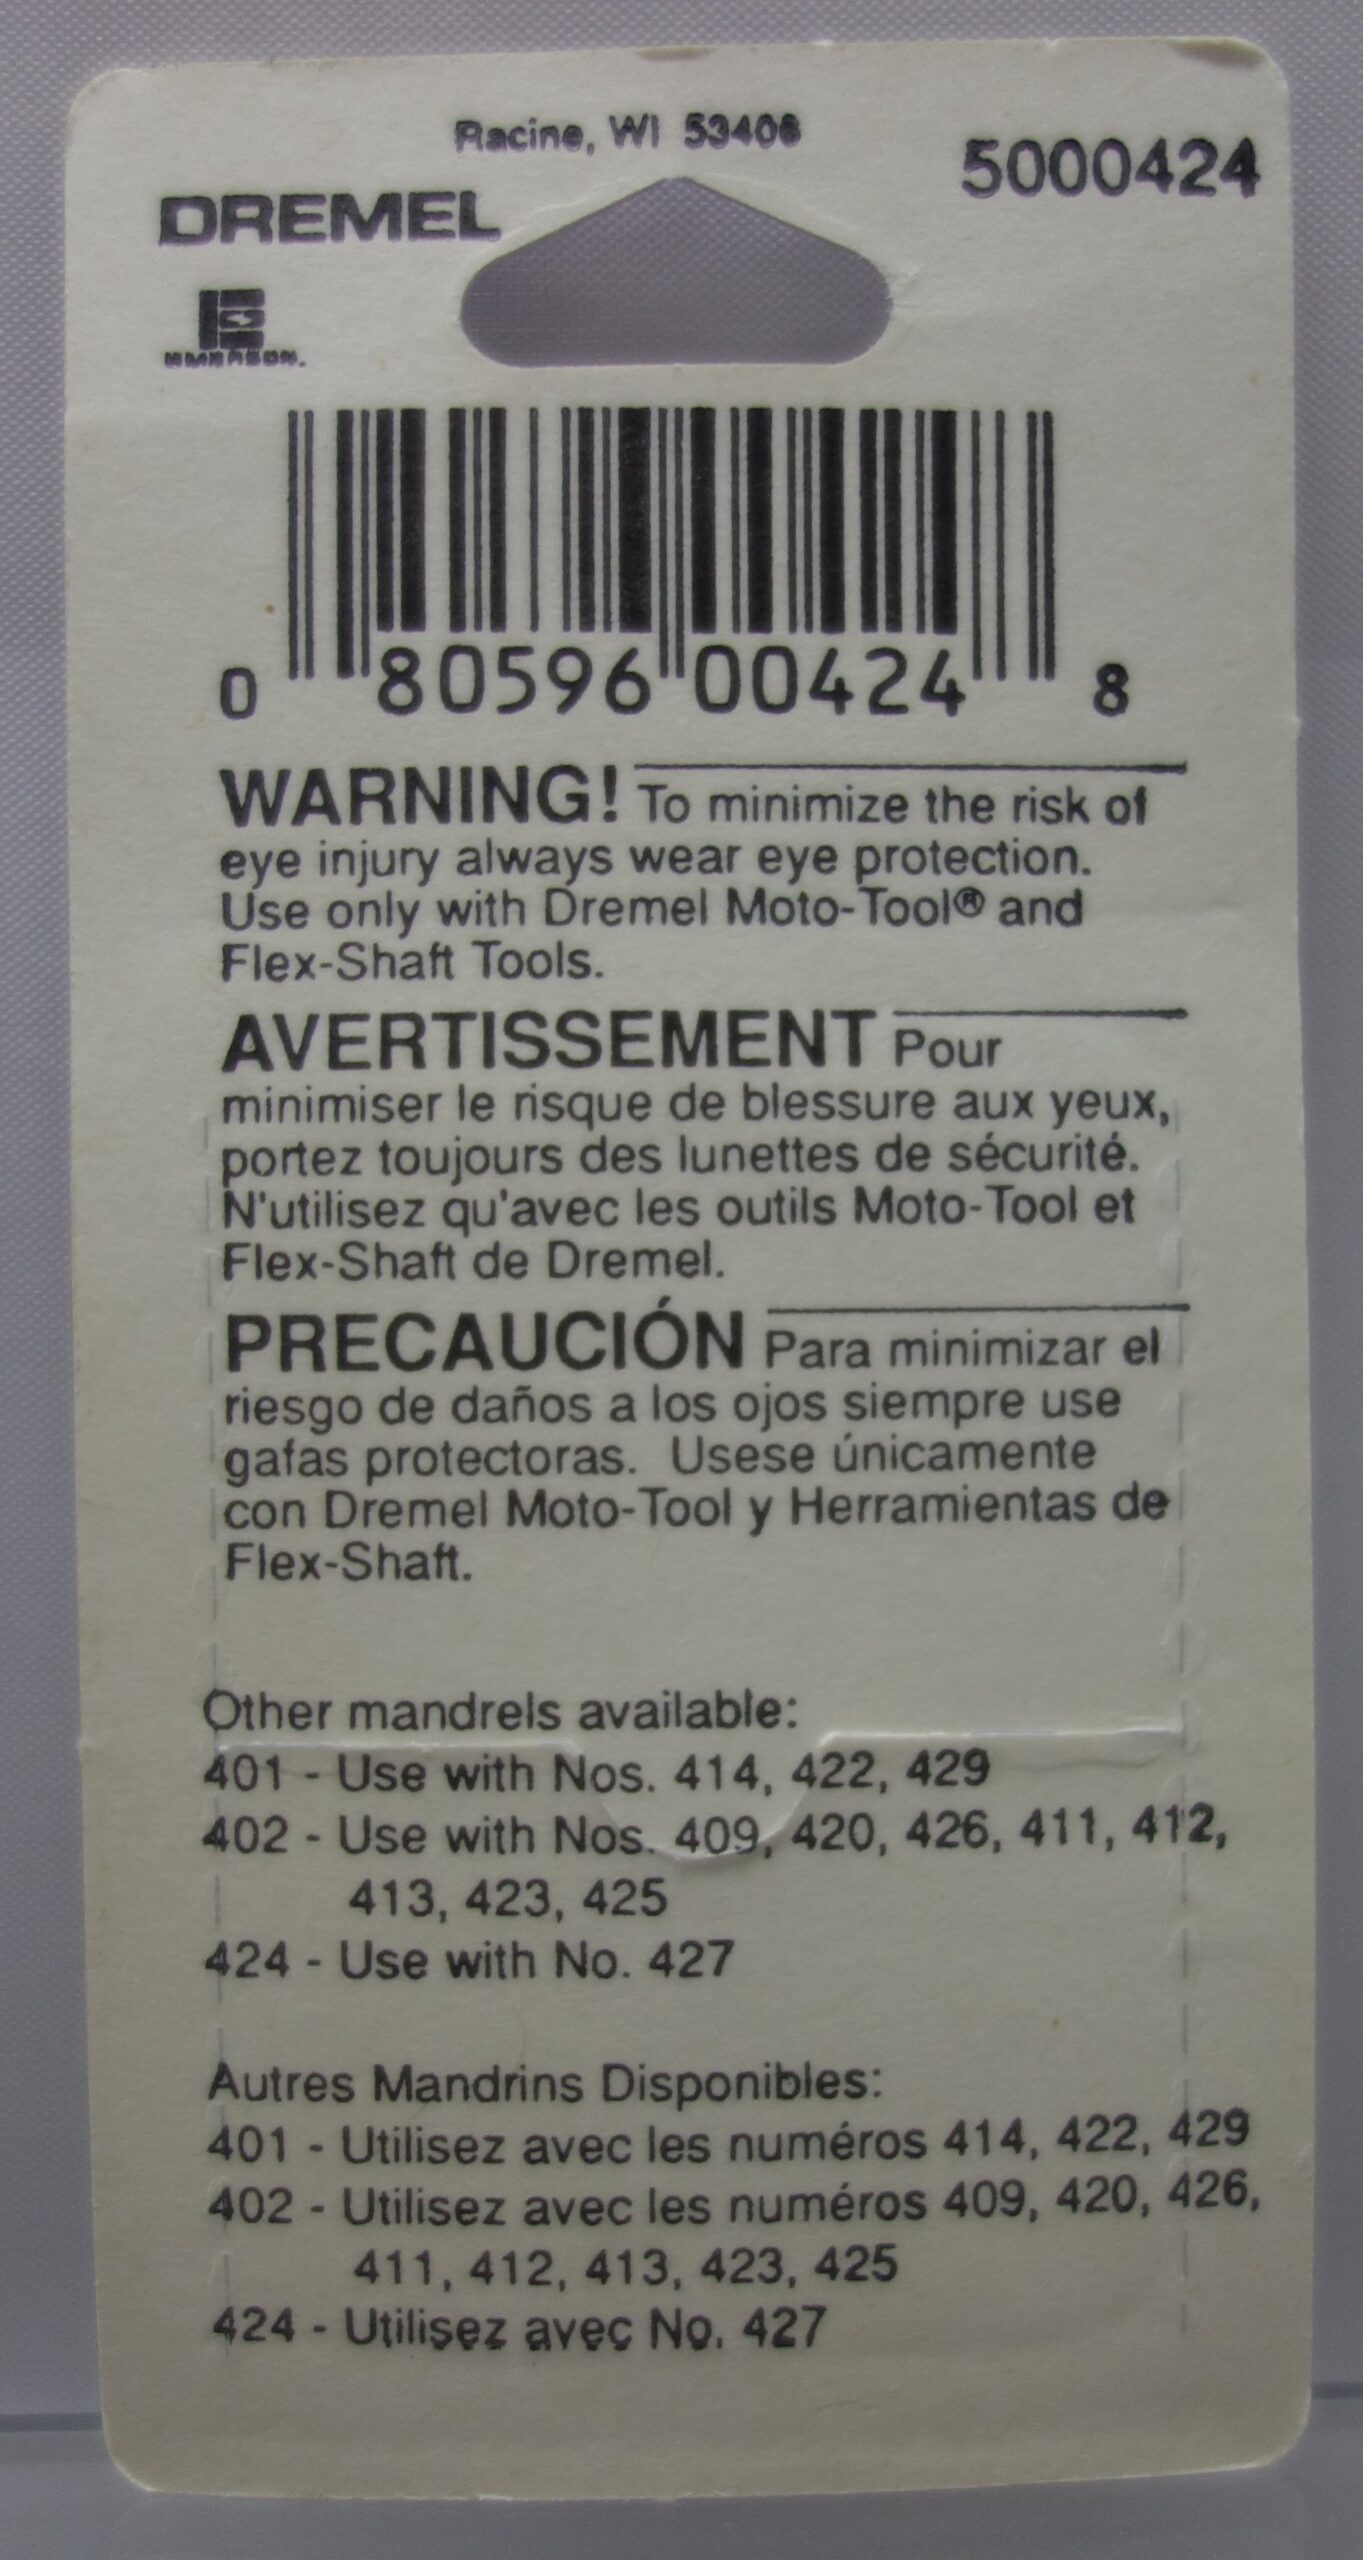 Racine, WI 53406
5000424
DREMEL
EMERSON.
0 80596 00424 8
WARNING! To minimize the risk of
eye injury always wear eye protection.
Use only with Dremel Moto-Tool® and
Flex-Shaft Tools.
AVERTISSEMENT Pour
minimiser le risque de blessure aux yeux,
portez toujours des lunettes de sécurité.
N'utilisez qu'avec les outils Moto-Tool et
Flex-Shaft de Dremel.
PRECAUCIÓN Para minimizar el
riesgo de daños a los ojos siempre use
gafas protectoras. Usese únicamente
con Dremel Moto-Tool y Herramientas de
Flex-Shaft.
Other mandrels available:
401 - Use with Nos. 414, 422, 429
402 - Use with Nos. 409, 420, 426, 411, 412,
413, 423, 425
424 - Use with No. 427
Autres Mandrins Disponibles:
401 - Utilisez avec les numéros 414, 422, 429
402 - Utilisez avec les numéros 409, 420, 426,
411, 412, 413, 423, 425
424 - Utilisez avec No. 427